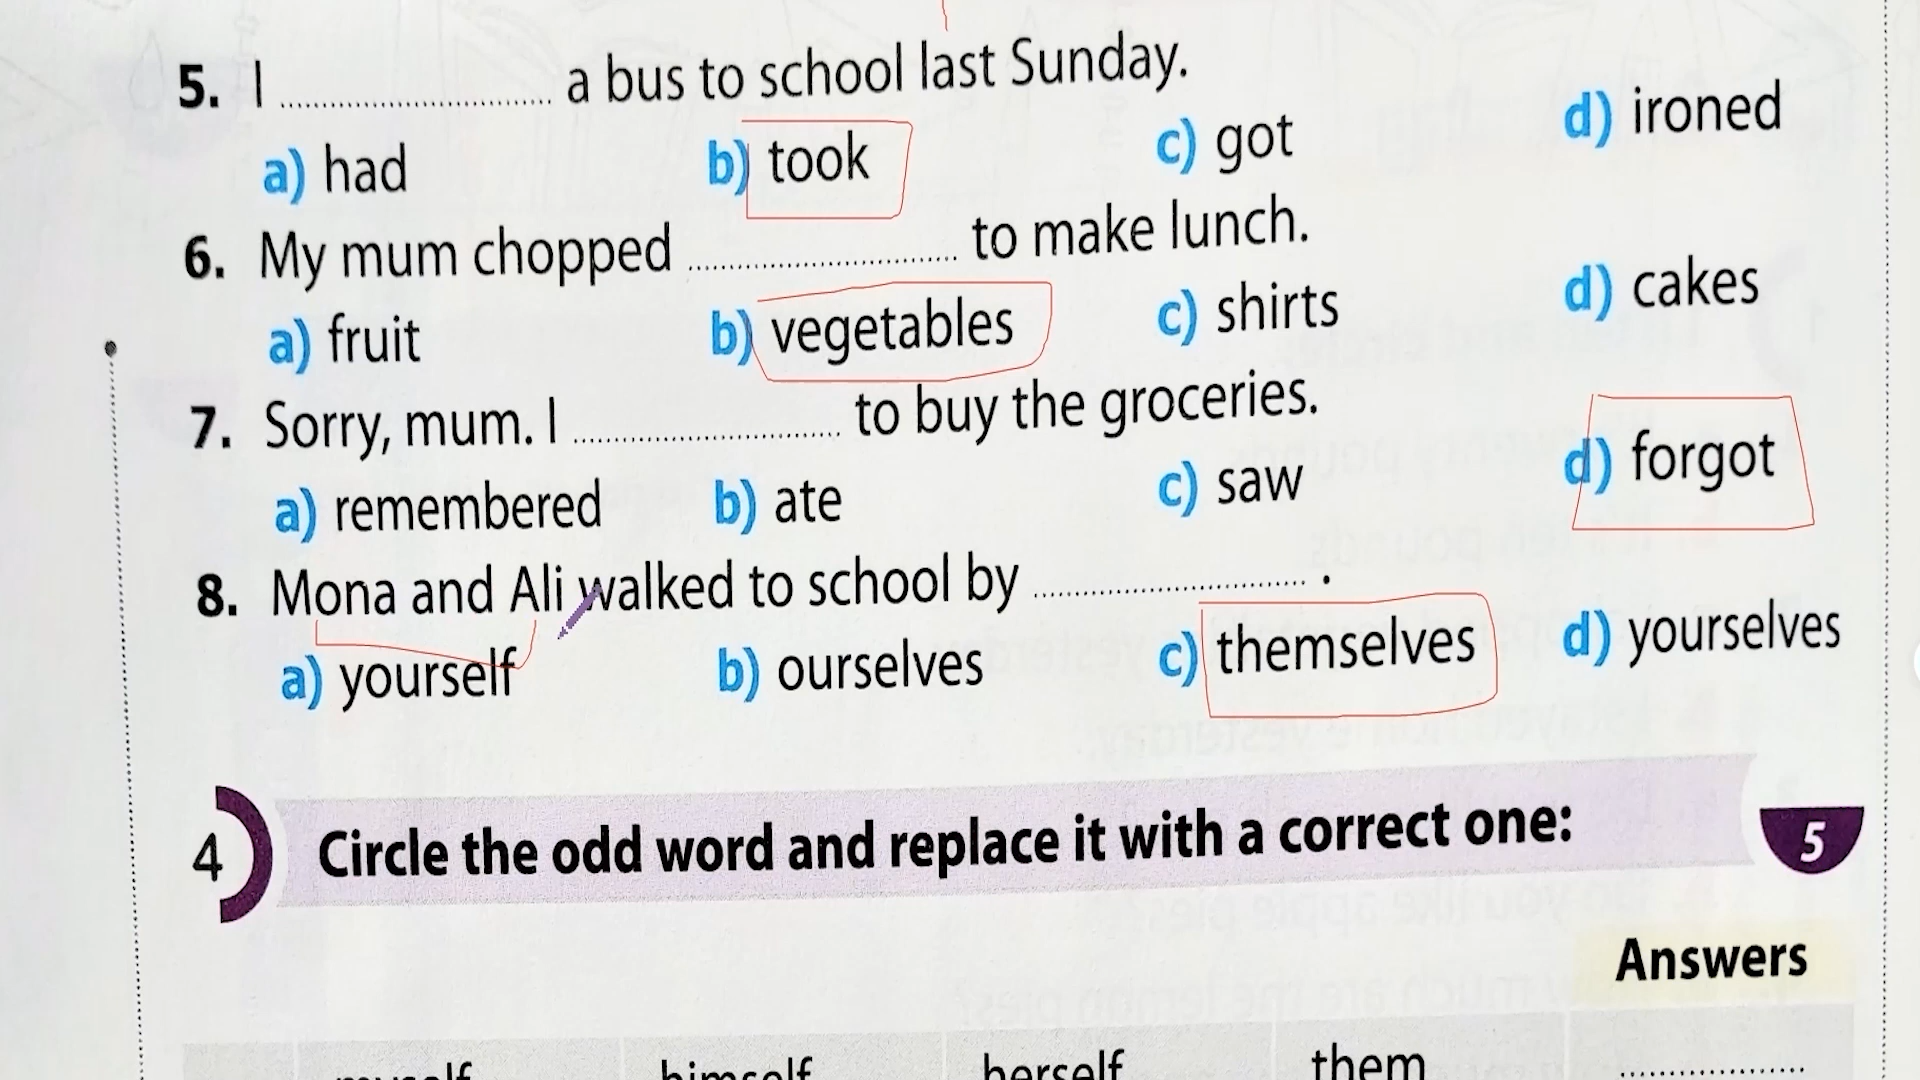 5. I .............................. a bus to school last Sunday.
a) had b) took c) got d) ironed
6. My mum chopped .............................. to make lunch.
a) fruit b) vegetables c) shirts d) cakes
7. Sorry, mum. I .............................. to buy the groceries.
a) remembered b) ate c) saw d) forgot
8. Mona and Ali walked to school by .............................. .
a) yourself b) ourselves c) themselves d) yourselves
4 Circle the odd word and replace it with a correct one: 5
Answers
myself himself herself them ....................